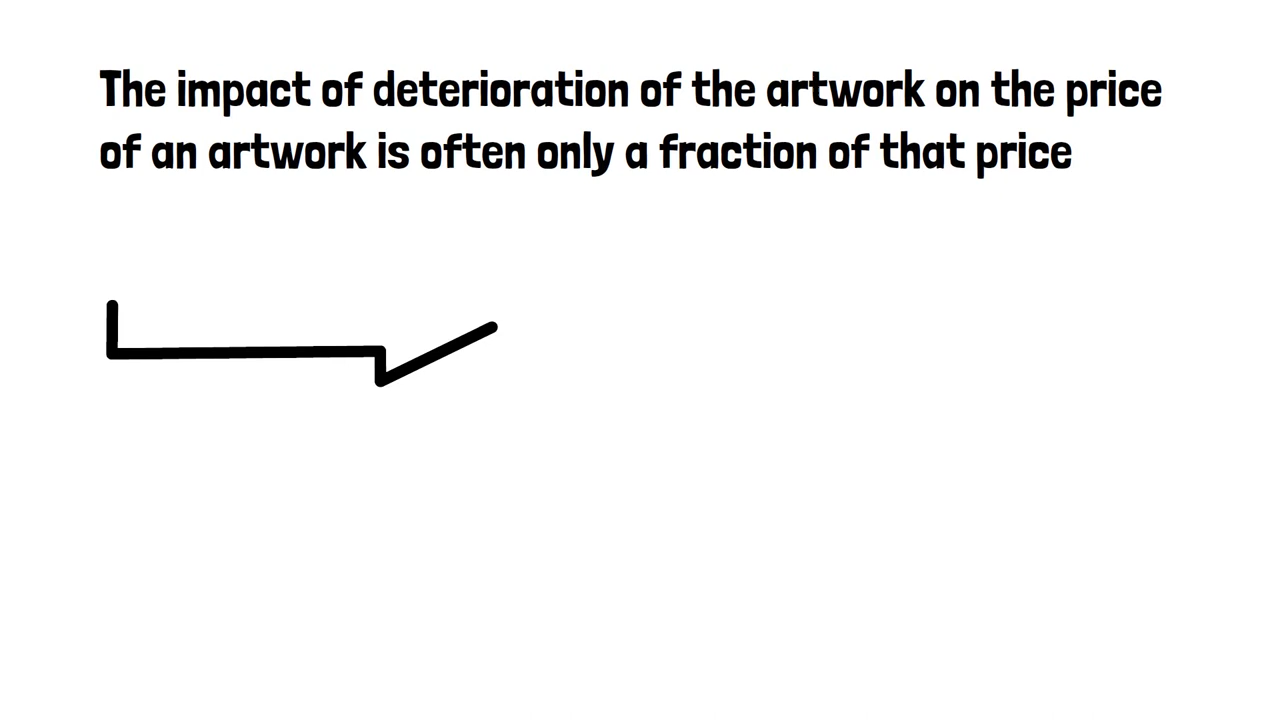 The impact of deterioration of the artwork on the price
of an artwork is often only a fraction of that price